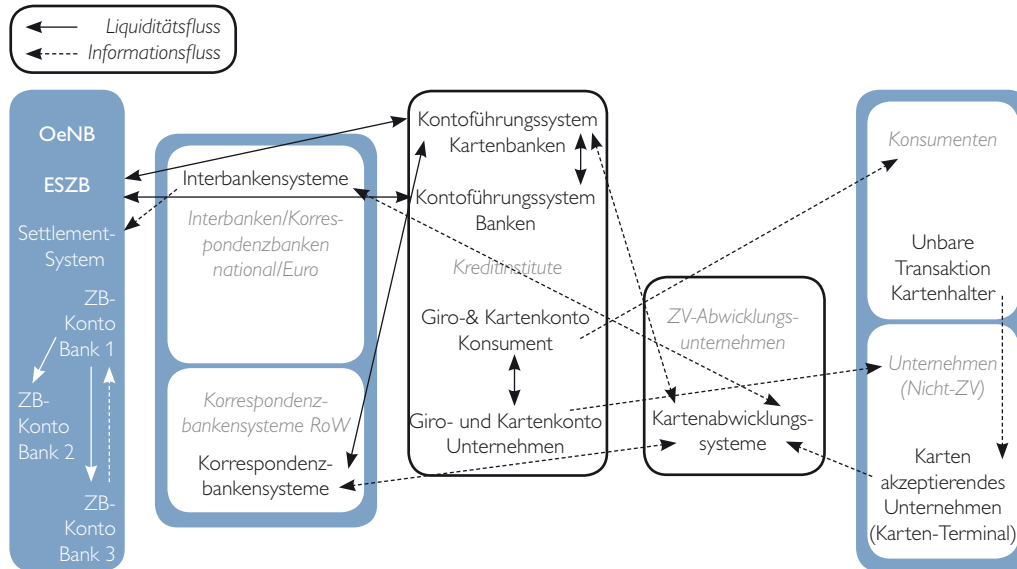 Liquiditätsfluss
Informationsfluss
OeNB
ESZB
Settlement-
System
ZB-
Konto
Bank 1
ZB-
Konto
Bank 2
ZB-
Konto
Bank 3
Interbankensysteme
Interbanken/Korres-
pondenzbanken
national/Euro
Korrespondenz-
bankensysteme RoW
Korrespondenz-
bankensysteme
Kontoführungssystem
Kartenbanken
Kontoführungssystem
Banken
Kreditinstitute
Giro-& Kartenkonto
Konsument
Giro- und Kartenkonto
Unternehmen
ZV-Abwicklungs-
unternehmen
Kartenabwicklungs-
systeme
Konsumenten
Unbare
Transaktion
Kartenhalter
Unternehmen
(Nicht-ZV)
Karten
akzeptierendes
Unternehmen
(Karten-Terminal)